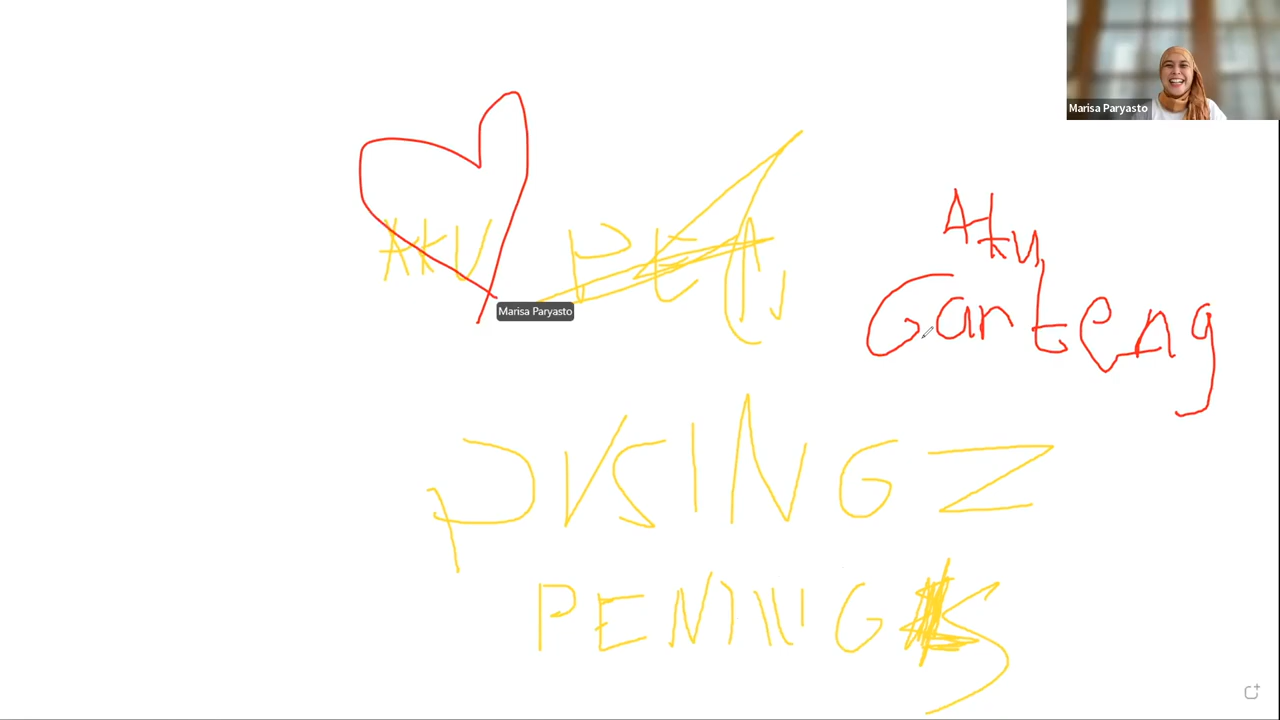 Marisa Paryasto
AKU
Marisa Paryasto
Aku
Ganteng
PUSINGZ
PENING